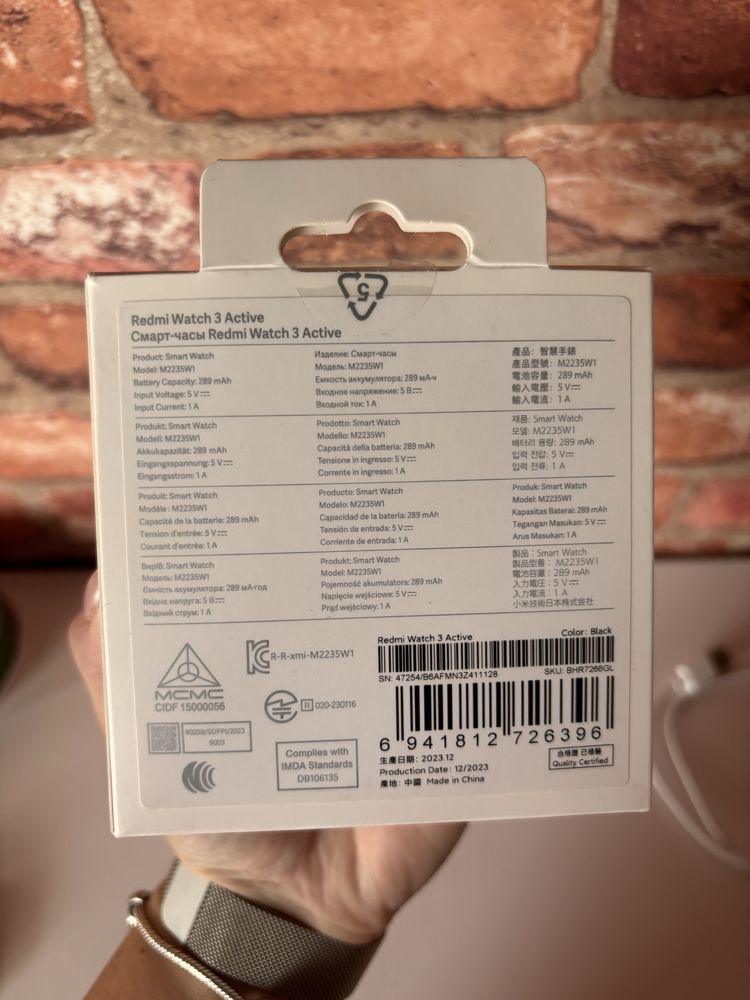 5
Redmi Watch 3 Active
Смарт-часы Redmi Watch 3 Active
Product: Smart Watch
Model: M2235W1
Battery Capacity: 289 mAh
Input Voltage: 5 V⎓
Input Current: 1 A
Изделие: Смарт-часы
Модель: M2235W1
Емкость аккумулятора: 289 мА·ч
Входное напряжение: 5 В⎓
Входной ток: 1 А
產品：智慧手錶
產品型號：M2235W1
電池容量：289 mAh
輸入電壓：5 V⎓
輸入電流：1 A
Produkt: Smart Watch
Modell: M2235W1
Akkukapazität: 289 mAh
Eingangsspannung: 5 V⎓
Eingangsstrom: 1 A
Prodotto: Smart Watch
Modello: M2235W1
Capacità della batteria: 289 mAh
Tensione in ingresso: 5 V⎓
Corrente in ingresso: 1 A
제품: Smart Watch
모델: M2235W1
배터리 용량: 289 mAh
입력 전압: 5 V⎓
입력 전류: 1 A
Produit: Smart Watch
Modèle : M2235W1
Capacité de la batterie: 289 mAh
Tension d'entrée: 5 V⎓
Courant d'entrée: 1 A
Producto: Smart Watch
Modelo: M2235W1
Capacidad de la batería: 289 mAh
Tensión de entrada: 5 V⎓
Corriente de entrada: 1 A
Produk: Smart Watch
Model: M2235W1
Kapasitas Baterai: 289 mAh
Tegangan Masukan: 5 V⎓
Arus Masukan: 1 A
Виріб: Smart Watch
Модель: M2235W1
Ємність акумулятора: 289 мА·год
Вхідна напруга: 5 В⎓
Вхідний струм: 1 А
Produkt: Smart Watch
Model: M2235W1
Pojemność akumulatora: 289 mAh
Napięcie wejściowe: 5 V⎓
Prąd wejściowy: 1 A
製品：Smart Watch
製品型番： M2235W1
電池容量：289 mAh
入力電圧：5 V⎓
入力電流：1 A
小米技術日本株式会社
MCMC
CIDF 15000056
R-R-xmi-M2235W1
R 020-230116
90259/SDPPI/2023
9003
Complies with
IMDA Standards
DB106135
Redmi Watch 3 Active
Color: Black
SN: 47254/B6AFMN3Z411128
SKU: BHR7266GL
6 941812 726396
生產日期: 2023.12
Production Date: 12/2023
產地: 中國 Made in China
合格證 已檢驗
Quality Certified